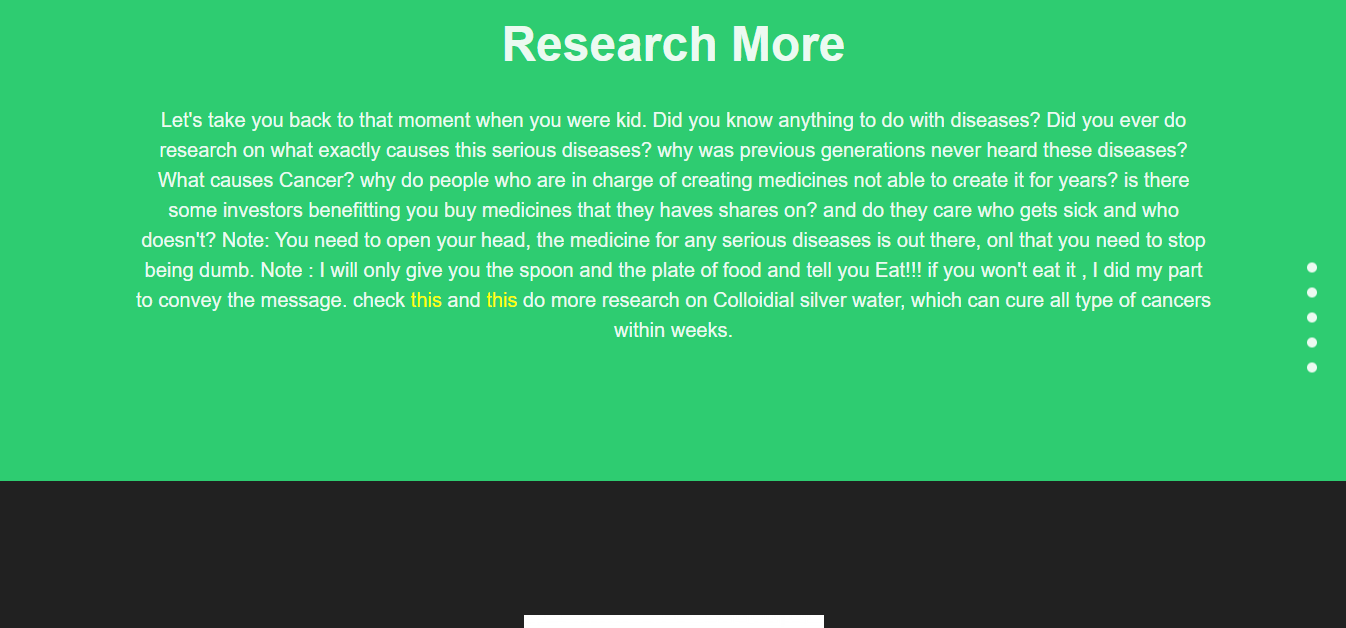 Research More
Let's take you back to that moment when you were kid. Did you know anything to do with diseases? Did you ever do
research on what exactly causes this serious diseases? why was previous generations never heard these diseases?
What causes Cancer? why do people who are in charge of creating medicines not able to create it for years? is there
some investors benefitting you buy medicines that they haves shares on? and do they care who gets sick and who
doesn't? Note: You need to open your head, the medicine for any serious diseases is out there, onl that you need to stop
being dumb. Note : I will only give you the spoon and the plate of food and tell you Eat!!! if you won't eat it , I did my part
to convey the message. check this and this do more research on Colloidial silver water, which can cure all type of cancers
within weeks.